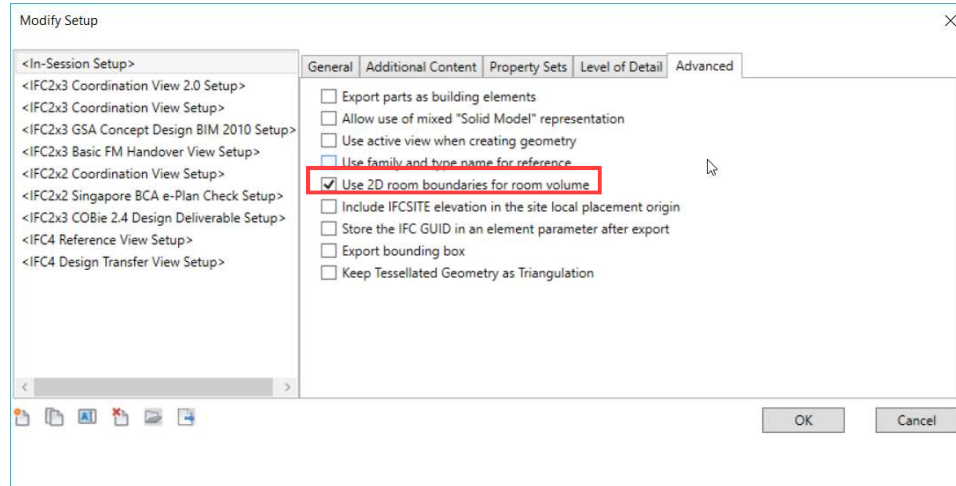 Modify Setup
<In-Session Setup>
<IFC2x3 Coordination View 2.0 Setup>
<IFC2x3 Coordination View Setup>
<IFC2x3 GSA Concept Design BIM 2010 Setup>
<IFC2x3 Basic FM Handover View Setup>
<IFC2x2 Coordination View Setup>
<IFC2x2 Singapore BCA e-Plan Check Setup>
<IFC2x3 COBie 2.4 Design Deliverable Setup>
<IFC4 Reference View Setup>
<IFC4 Design Transfer View Setup>
General Additional Content Property Sets Level of Detail Advanced
Export parts as building elements
Allow use of mixed "Solid Model" representation
Use active view when creating geometry
Use family and type name for reference
Use 2D room boundaries for room volume
Include IFCSITE elevation in the site local placement origin
Store the IFC GUID in an element parameter after export
Export bounding box
Keep Tessellated Geometry as Triangulation
OK Cancel